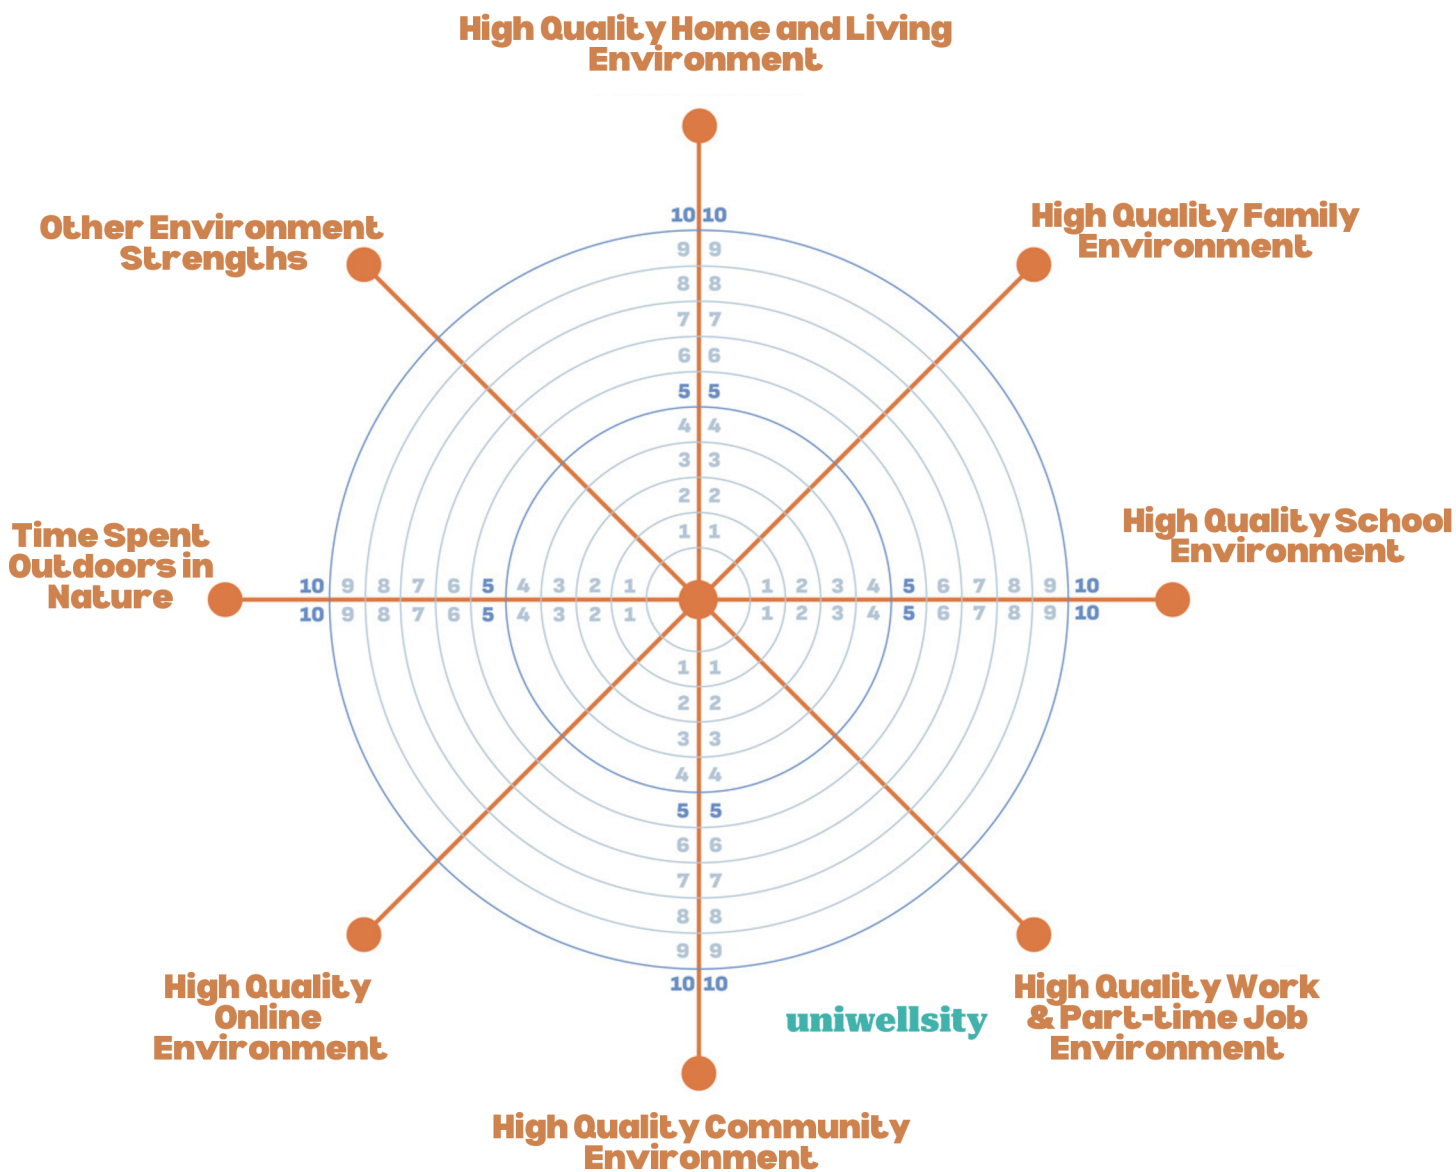 High Quality Home and Living
Environment
Other Environment
Strengths
High Quality Family
Environment
10 10
9 9
8 8
7 7
6 6
5 5
4 4
3 3
2 2
1 1
Time Spent
Outdoors in
Nature
High Quality School
Environment
10 9 8 7 6 5 4 3 2 1 1 2 3 4 5 6 7 8 9 10
10 9 8 7 6 5 4 3 2 1 1 2 3 4 5 6 7 8 9 10
1 1
2 2
3 3
4 4
5 5
6 6
7 7
8 8
9 9
10 10
High Quality
Online
Environment
uniwellsity
High Quality Work
& Part-time Job
Environment
High Quality Community
Environment